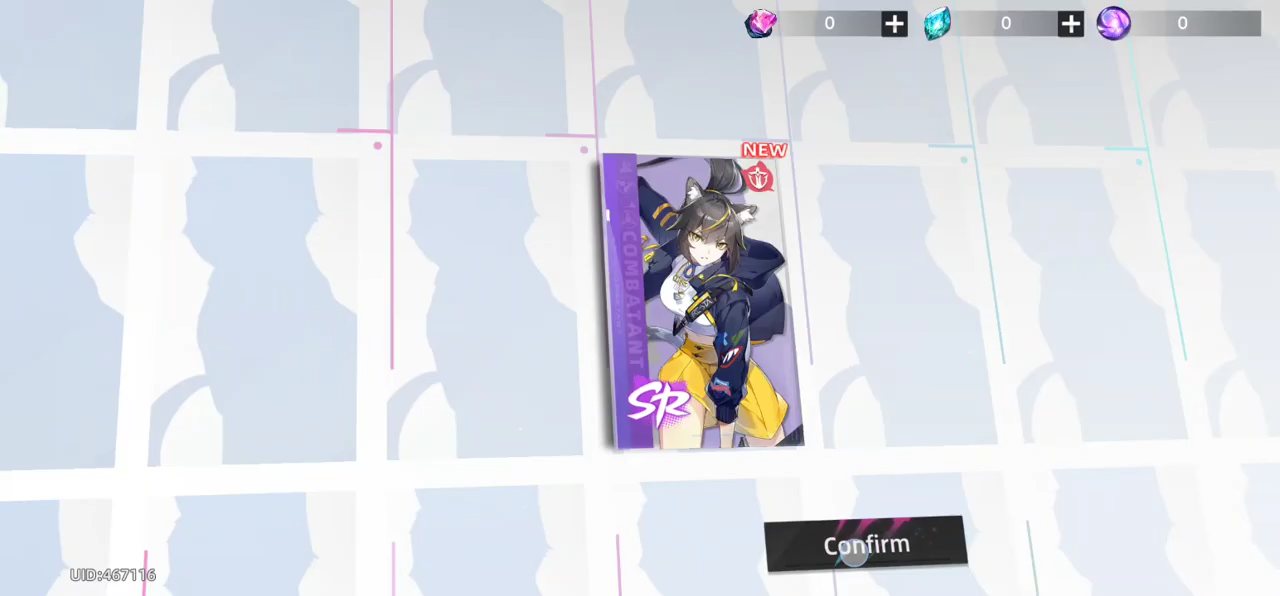 0 0 0
NEW
COMBATANT
SR
Confirm
UID:467116